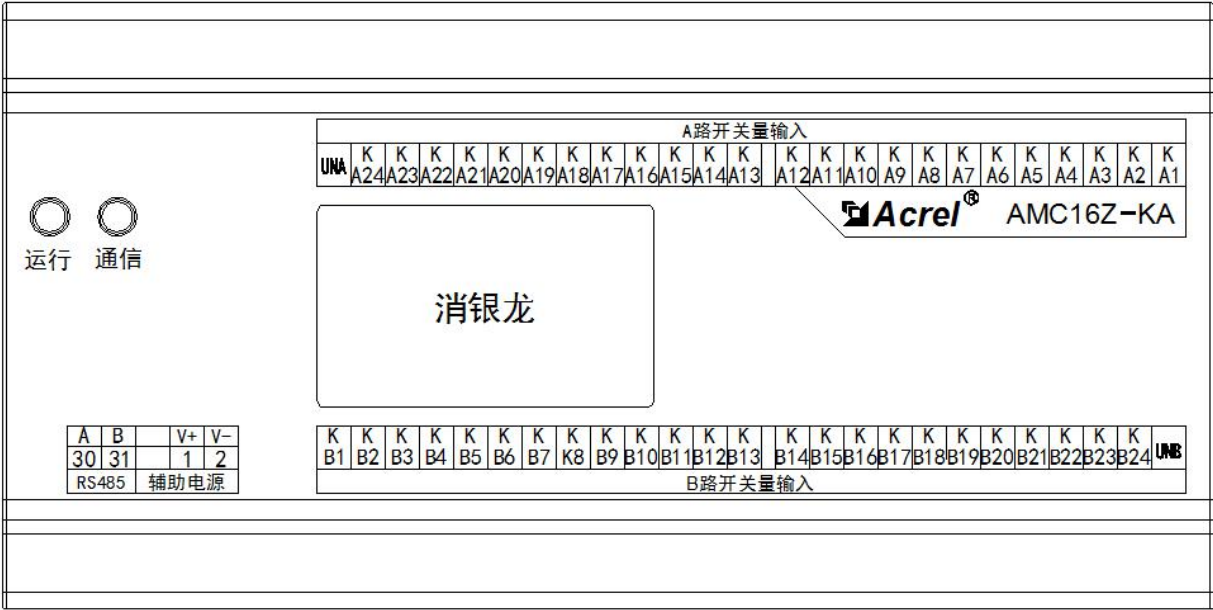 A路开关量输入
UNA K A24 K A23 K A22 K A21 K A20 K A19 K A18 K A17 K A16 K A15 K A14 K A13 K A12 K A11 K A10 K A9 K A8 K A7 K A6 K A5 K A4 K A3 K A2 K A1
Acrel® AMC16Z-KA
运行 通信
消银龙
A B V+ V-
30 31 1 2
RS485 辅助电源
K B1 K B2 K B3 K B4 K B5 K B6 K B7 K K8 K B9 K B10 K B11 K B12 K B13 K B14 K B15 K B16 K B17 K B18 K B19 K B20 K B21 K B22 K B23 K B24 UNB
B路开关量输入